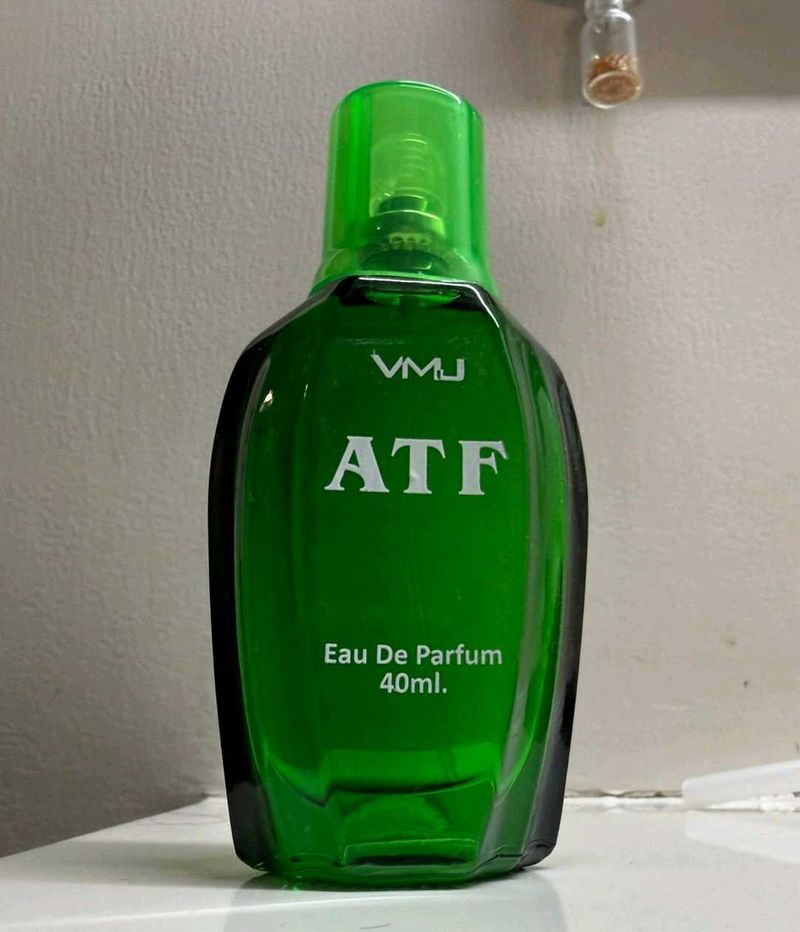 VMJ
ATF
Eau De Parfum
40ml.